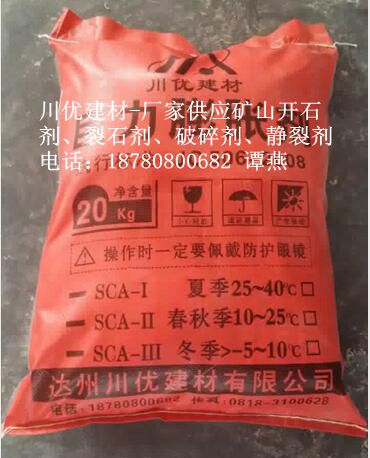 川优建材
川优建材-厂家供应矿山开石
剂、裂石剂、破碎剂、静裂剂
电话：18780800682 谭燕
净含量
20Kg
操作时一定要佩戴防护眼镜
SCA-I 夏季25~40℃
SCA-II 春秋季10~25℃
SCA-III 冬季>-5~10℃
达州川优建材有限公司
电话：18780800682 传真：0818-3100628